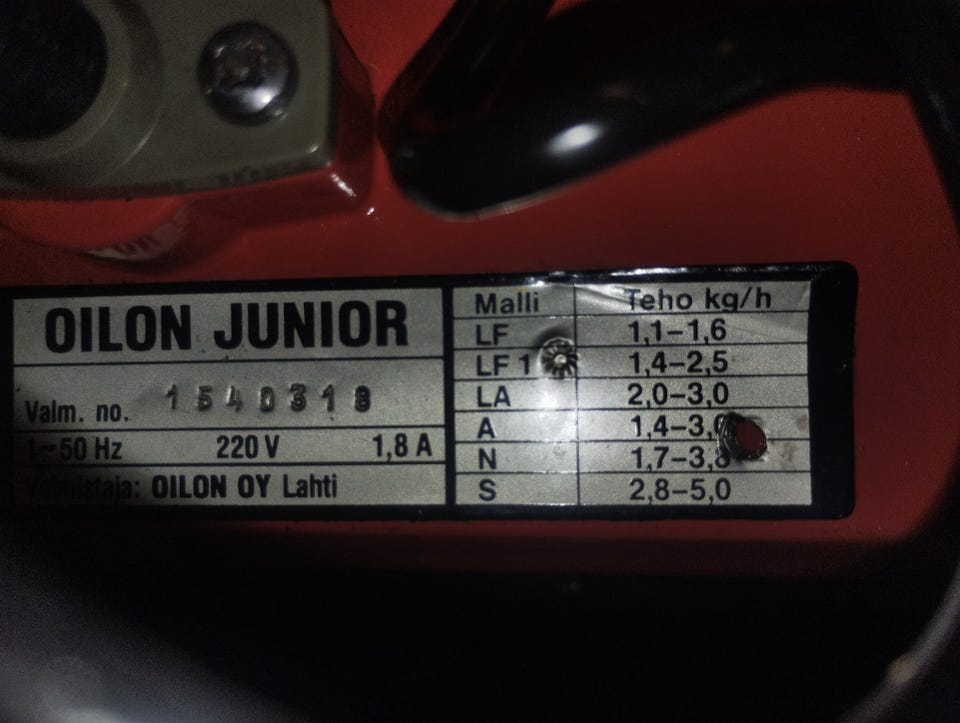 OILON JUNIOR
Valm. no. 1540318
1~50 Hz 220 V 1,8 A
Valmistaja: OILON OY Lahti
Malli Teho kg/h
LF 1,1–1,6
LF 1 1,4–2,5
LA 2,0–3,0
A 1,4–3,0
N 1,7–3,8
S 2,8–5,0